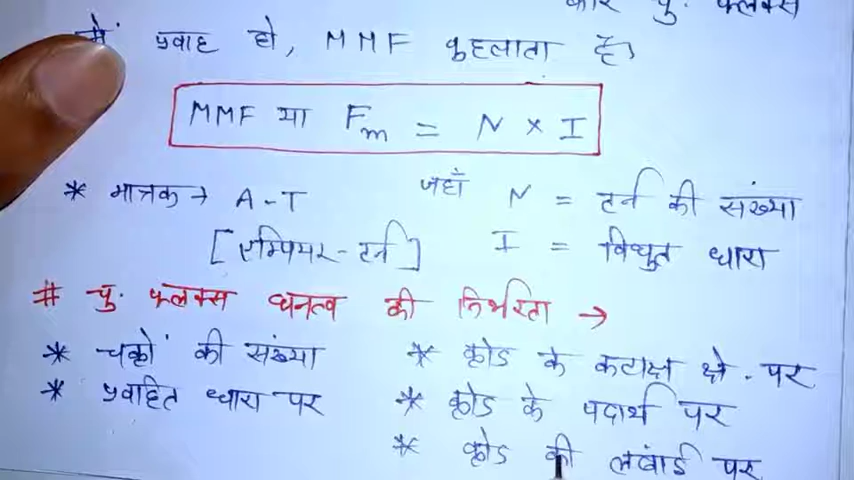 कार चु. फ्लक्स
में प्रवाह हो, MMF कहलाता है।
MMF या Fm = N × I
* मात्रक → A-T
[एम्पियर-टर्न]
जहाँ N = टर्न की संख्या
I = विधुत धारा
# चु. फ्लक्स घनत्व की निर्भरता →
* चक्रों की संख्या
* प्रवाहित धारा पर
* क्रोड के कटाक्ष क्षे. पर
* क्रोड के पदार्थ पर
* क्रोड की लंबाई पर